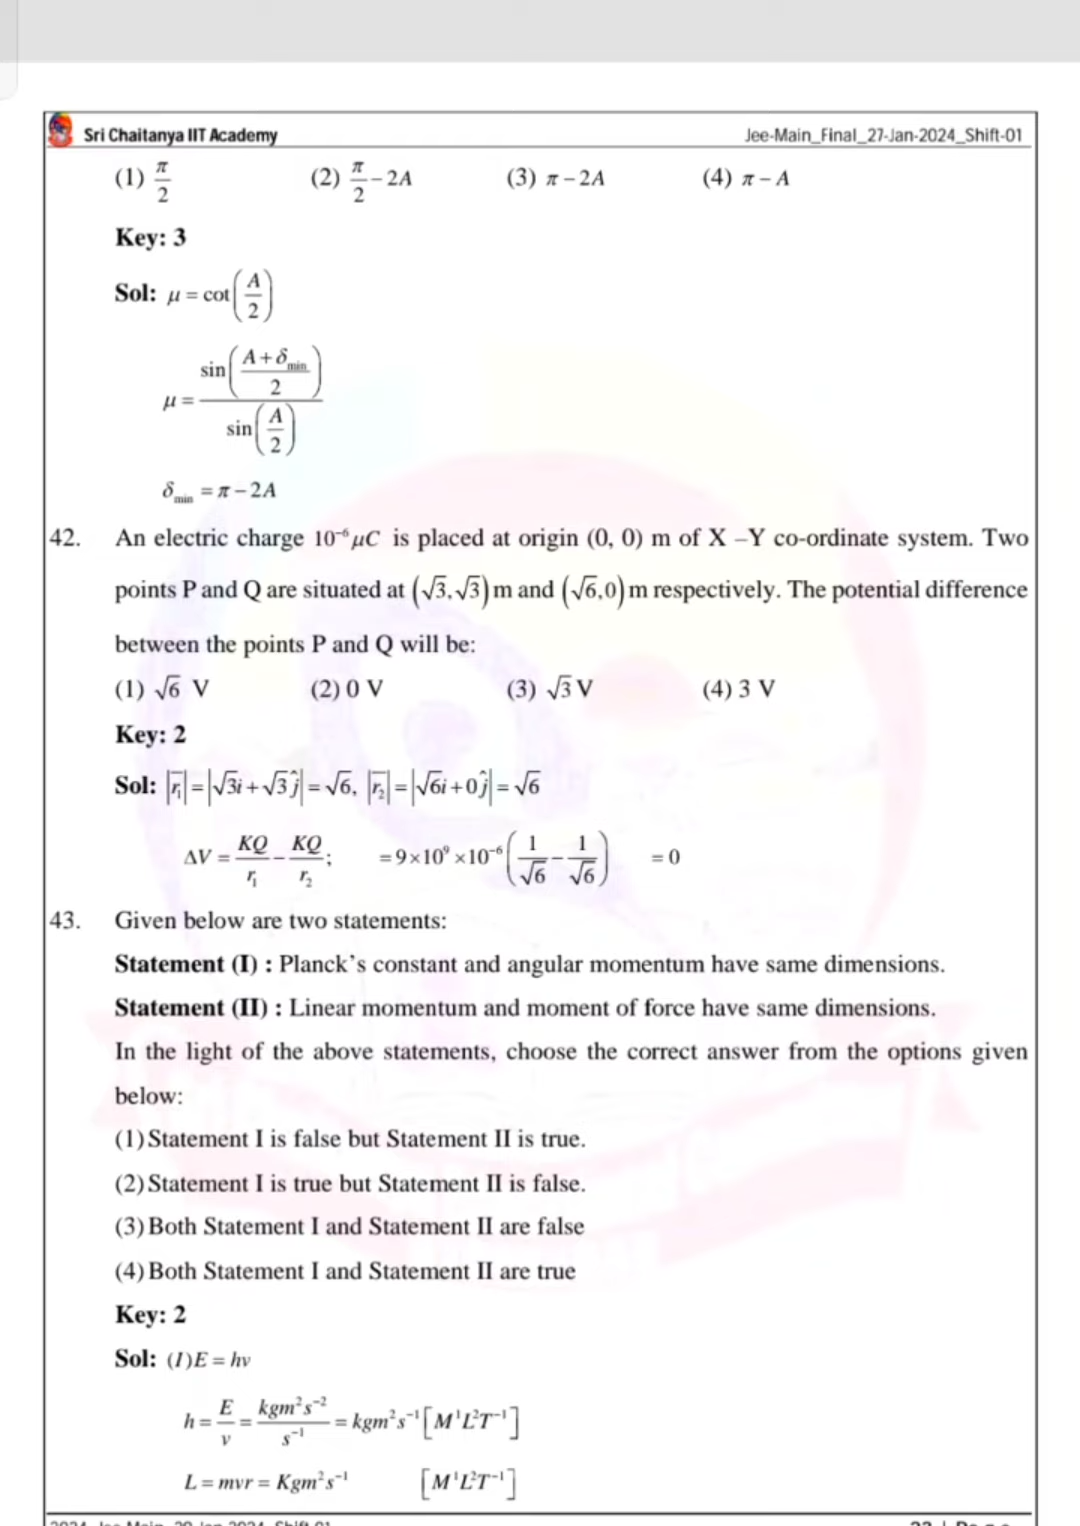 Sri Chaitanya IIT Academy Jee-Main_Final_27-Jan-2024_Shift-01
(1) π/2 (2) π/2 − 2A (3) π − 2A (4) π − A
Key: 3
Sol: μ = cot(A/2)
μ = sin((A + δmin)/2) / sin(A/2)
δmin = π − 2A
42. An electric charge 10⁻⁶ μC is placed at origin (0, 0) m of X –Y co-ordinate system. Two
points P and Q are situated at (√3,√3)m and (√6,0)m respectively. The potential difference
between the points P and Q will be:
(1) √6 V (2) 0 V (3) √3 V (4) 3 V
Key: 2
Sol: |r₁| = |√3i + √3ĵ| = √6, |r₂| = |√6i + 0ĵ| = √6
ΔV = KQ/r₁ − KQ/r₂; = 9×10⁹ ×10⁻⁶(1/√6 − 1/√6) = 0
43. Given below are two statements:
Statement (I) : Planck's constant and angular momentum have same dimensions.
Statement (II) : Linear momentum and moment of force have same dimensions.
In the light of the above statements, choose the correct answer from the options given
below:
(1) Statement I is false but Statement II is true.
(2) Statement I is true but Statement II is false.
(3) Both Statement I and Statement II are false
(4) Both Statement I and Statement II are true
Key: 2
Sol: (I)E = hv
h = E/v = kgm²s⁻²/s⁻¹ = kgm²s⁻¹[M¹L²T⁻¹]
L = mvr = Kgm²s⁻¹ [M¹L²T⁻¹]